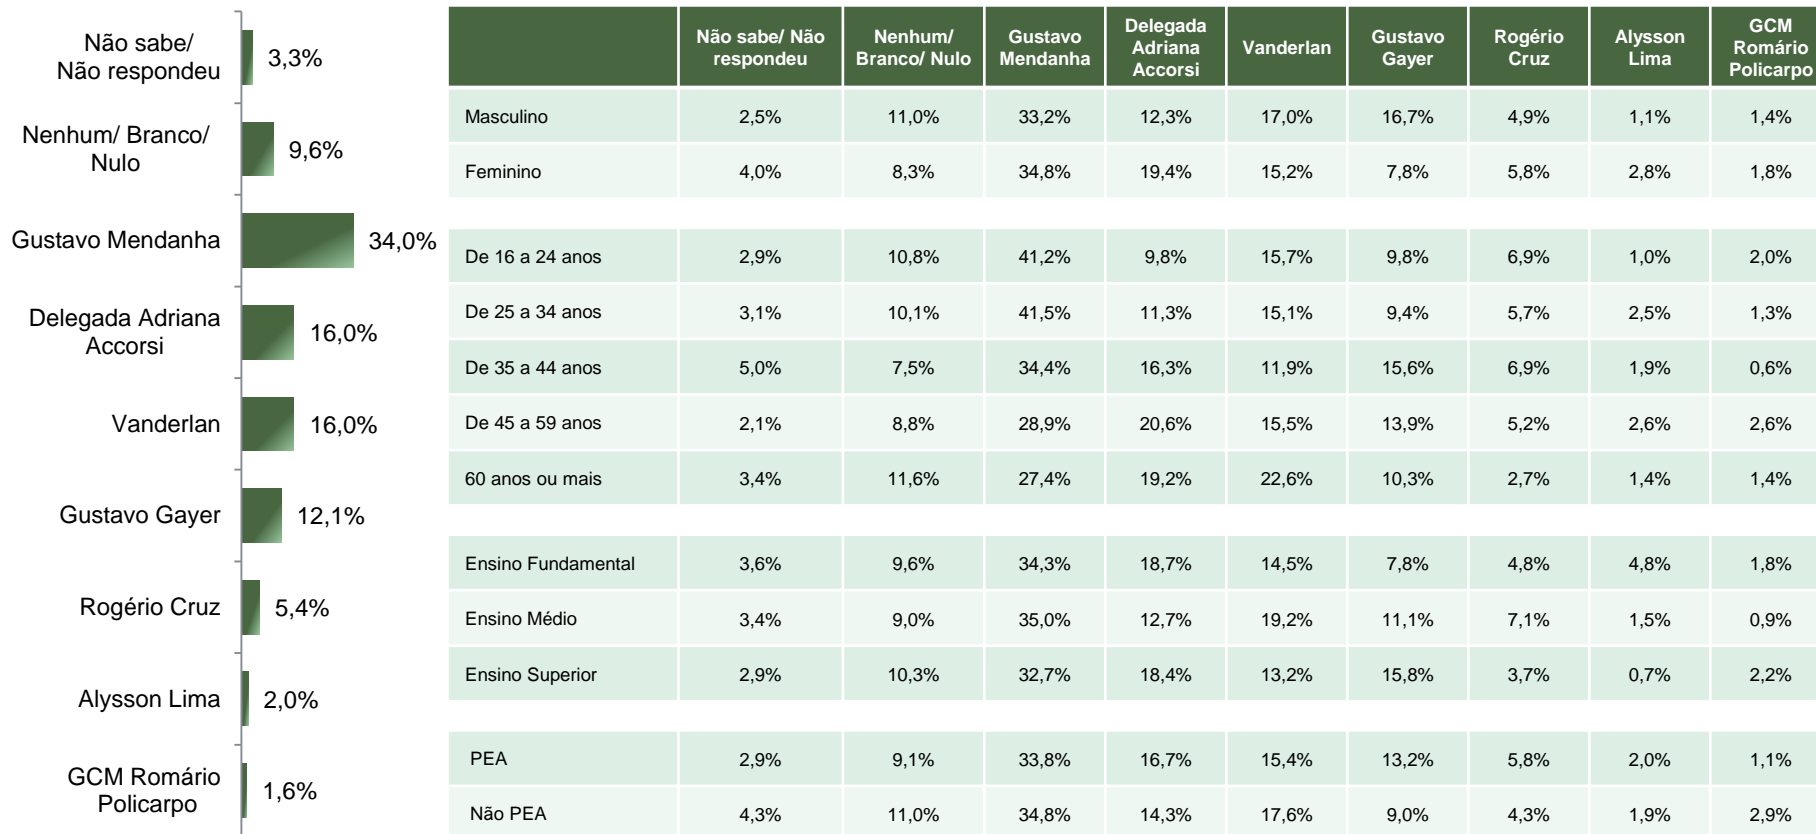 Não sabe/
Não respondeu
3,3%
Nenhum/ Branco/
Nulo
9,6%
Gustavo Mendanha
34,0%
Delegada Adriana
Accorsi
16,0%
Vanderlan
16,0%
Gustavo Gayer
12,1%
Rogério Cruz
5,4%
Alysson Lima
2,0%
GCM Romário
Policarpo
1,6%
Não sabe/ Não
respondeu
Nenhum/
Branco/ Nulo
Gustavo
Mendanha
Delegada
Adriana
Accorsi
Vanderlan
Gustavo
Gayer
Rogério
Cruz
Alysson
Lima
GCM
Romário
Policarpo
Masculino 2,5% 11,0% 33,2% 12,3% 17,0% 16,7% 4,9% 1,1% 1,4%
Feminino 4,0% 8,3% 34,8% 19,4% 15,2% 7,8% 5,8% 2,8% 1,8%
De 16 a 24 anos 2,9% 10,8% 41,2% 9,8% 15,7% 9,8% 6,9% 1,0% 2,0%
De 25 a 34 anos 3,1% 10,1% 41,5% 11,3% 15,1% 9,4% 5,7% 2,5% 1,3%
De 35 a 44 anos 5,0% 7,5% 34,4% 16,3% 11,9% 15,6% 6,9% 1,9% 0,6%
De 45 a 59 anos 2,1% 8,8% 28,9% 20,6% 15,5% 13,9% 5,2% 2,6% 2,6%
60 anos ou mais 3,4% 11,6% 27,4% 19,2% 22,6% 10,3% 2,7% 1,4% 1,4%
Ensino Fundamental 3,6% 9,6% 34,3% 18,7% 14,5% 7,8% 4,8% 4,8% 1,8%
Ensino Médio 3,4% 9,0% 35,0% 12,7% 19,2% 11,1% 7,1% 1,5% 0,9%
Ensino Superior 2,9% 10,3% 32,7% 18,4% 13,2% 15,8% 3,7% 0,7% 2,2%
PEA 2,9% 9,1% 33,8% 16,7% 15,4% 13,2% 5,8% 2,0% 1,1%
Não PEA 4,3% 11,0% 34,8% 14,3% 17,6% 9,0% 4,3% 1,9% 2,9%